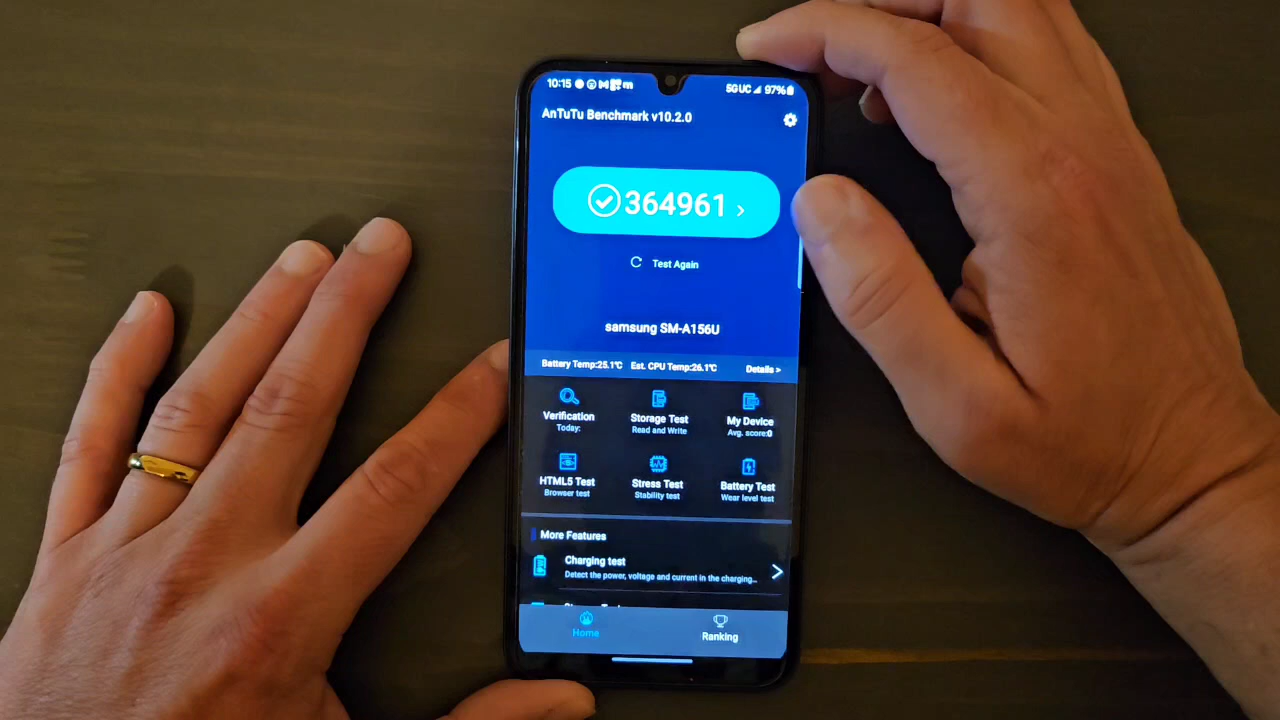 10:15
5G UC 97%
AnTuTu Benchmark v10.2.0
364961 ›
Test Again
samsung SM-A156U
Battery Temp:25.1℃ Est. CPU Temp:26.1℃ Details >
Verification Storage Test My Device
Today: Read and Write Avg. score:0
HTML5 Test Stress Test Battery Test
Browser test Stability test Wear level test
More Features
Charging test
Detect the power, voltage and current in the charging...
Home Ranking